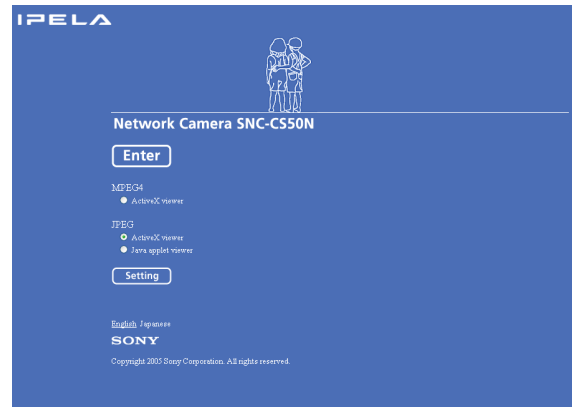 IPELA
Network Camera SNC-CS50N
Enter
MPEG4
ActiveX viewer
JPEG
ActiveX viewer
Java applet viewer
Setting
English Japanese
SONY
Copyright 2005 Sony Corporation. All rights reserved.